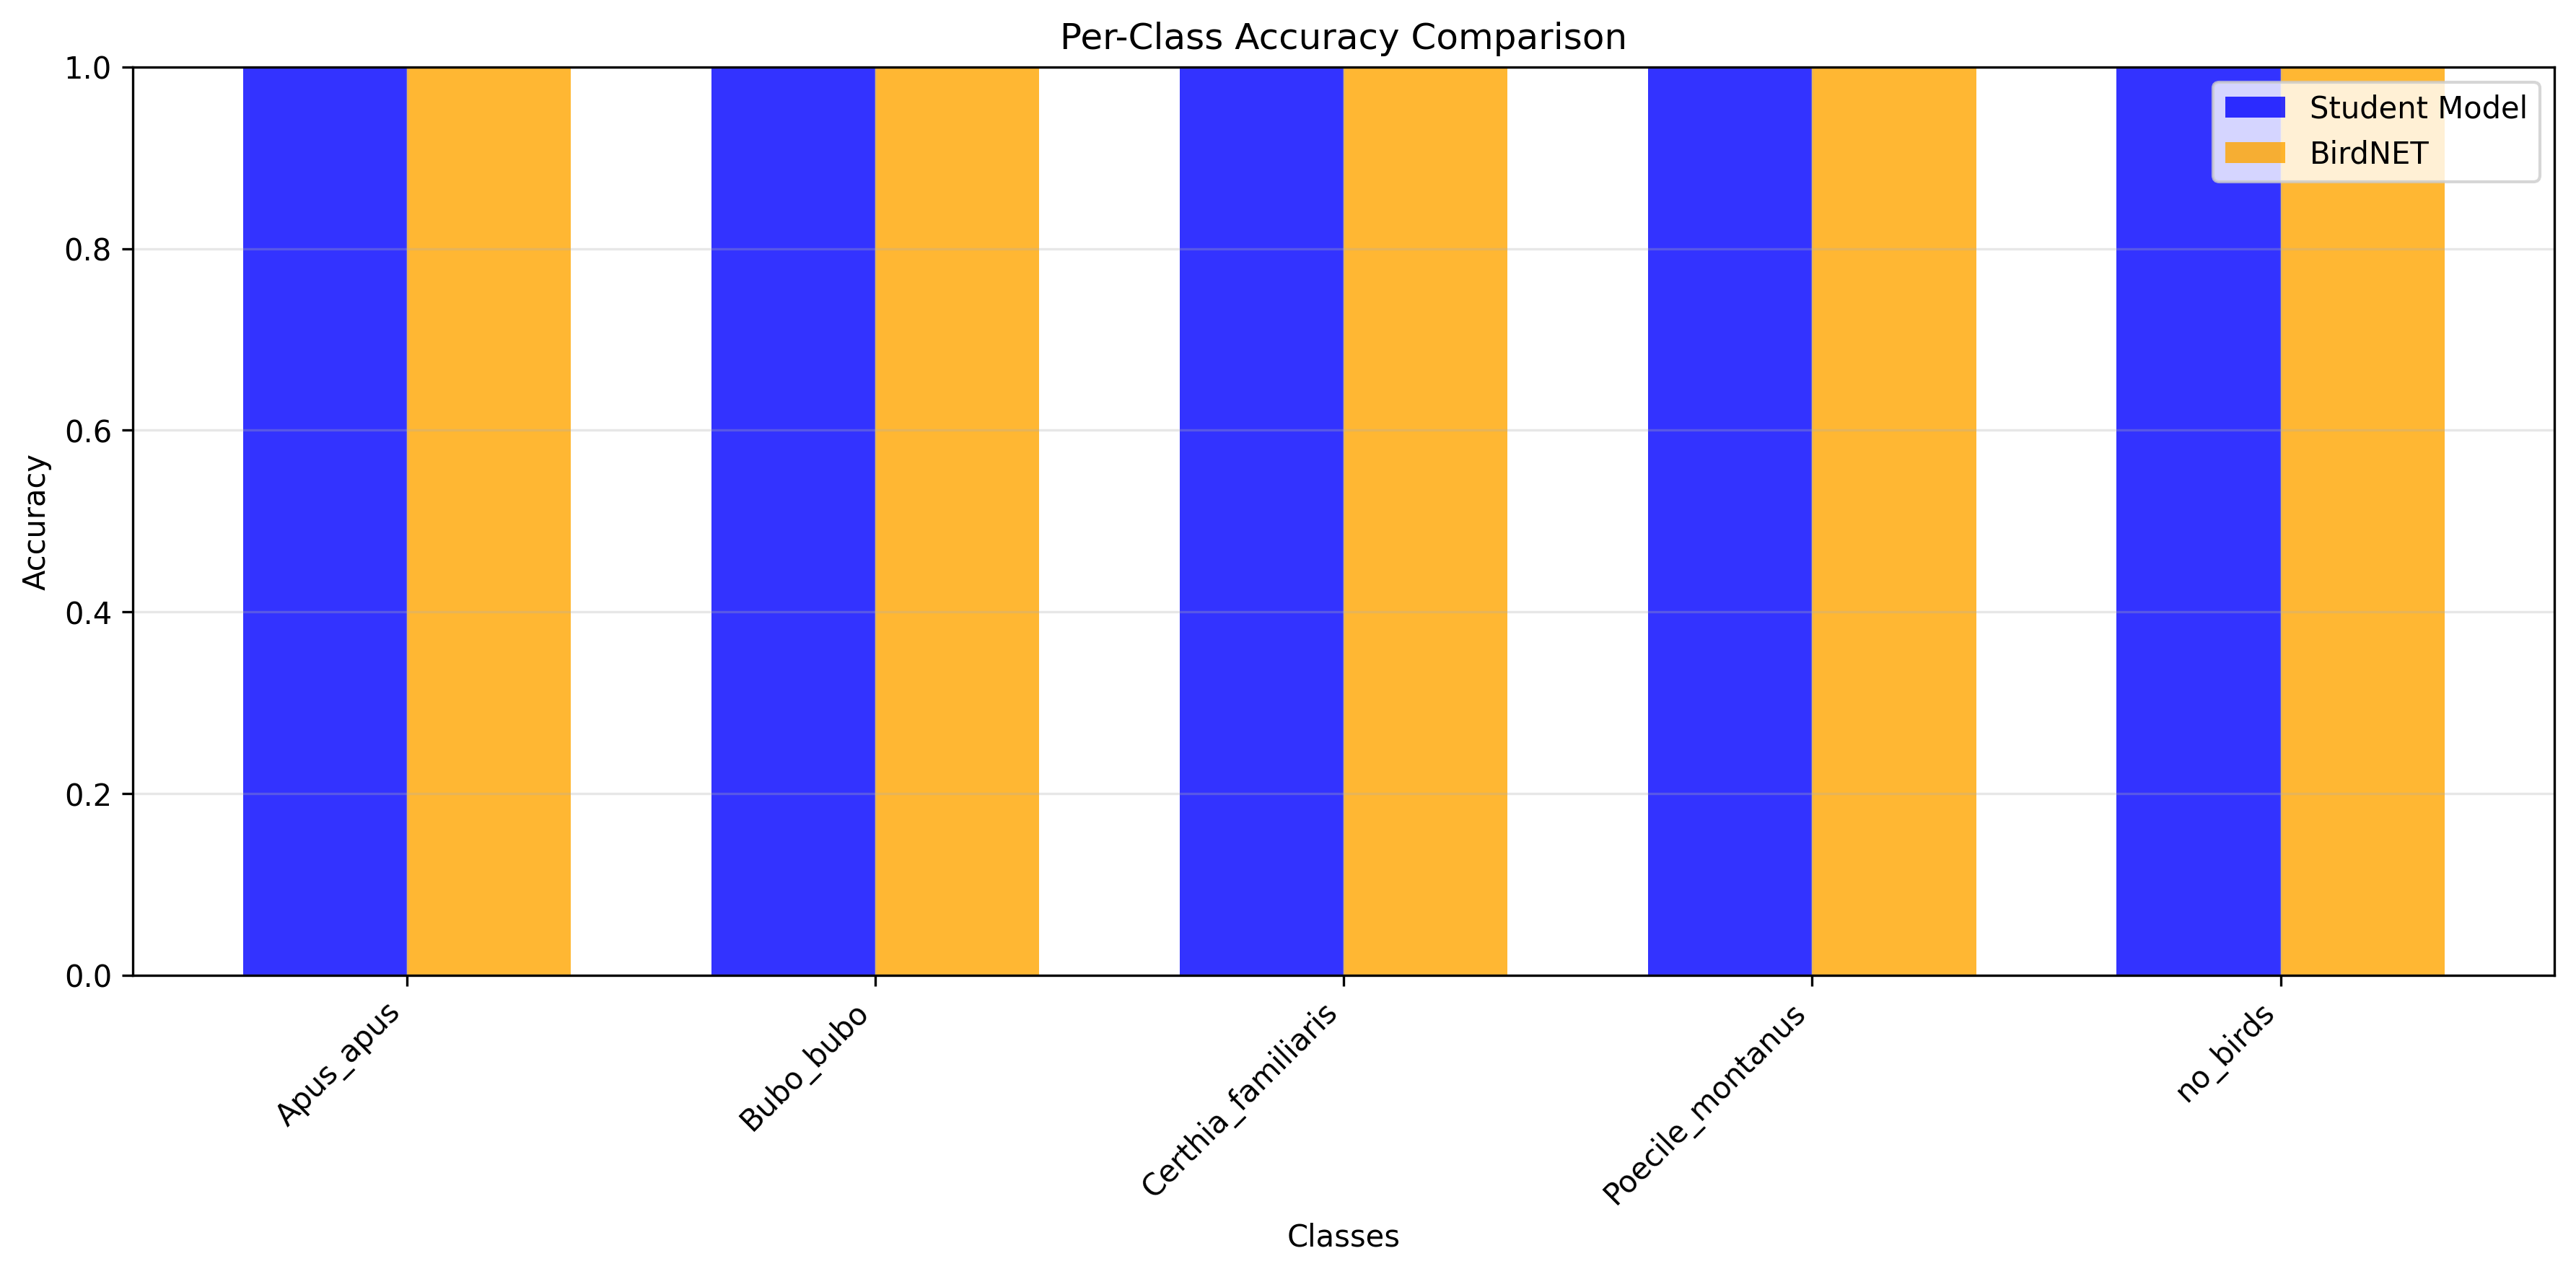 Per-Class Accuracy Comparison
Student Model
BirdNET
Accuracy
1.0
0.8
0.6
0.4
0.2
0.0
Apus_apus
Bubo_bubo
Certhia_familiaris
Poecile_montanus
no_birds
Classes